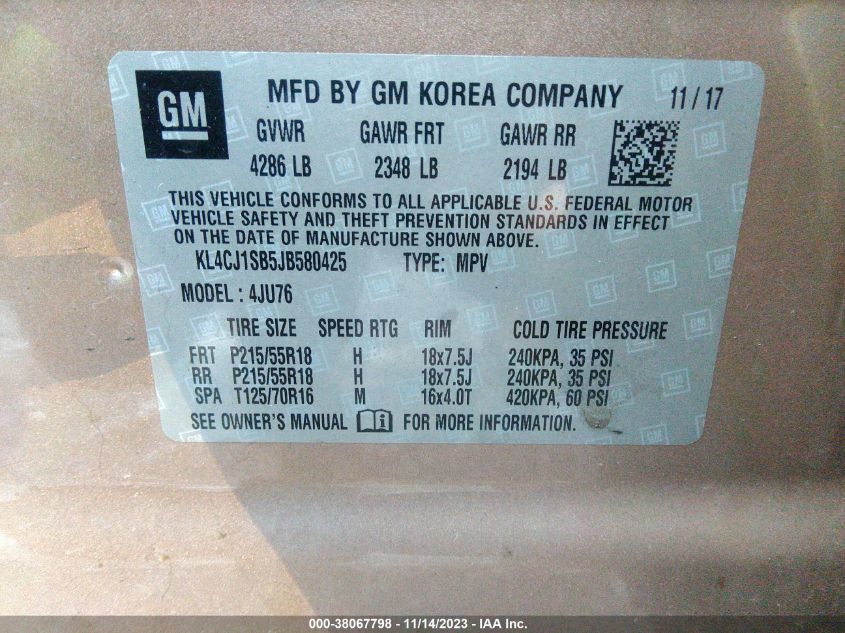 GM MFD BY GM KOREA COMPANY 11/17
GVWR GAWR FRT GAWR RR
4286 LB 2348 LB 2194 LB
THIS VEHICLE CONFORMS TO ALL APPLICABLE U.S. FEDERAL MOTOR
VEHICLE SAFETY AND THEFT PREVENTION STANDARDS IN EFFECT
ON THE DATE OF MANUFACTURE SHOWN ABOVE.
KL4CJ1SB5JB580425 TYPE: MPV
MODEL : 4JU76
TIRE SIZE SPEED RTG RIM COLD TIRE PRESSURE
FRT P215/55R18 H 18x7.5J 240KPA, 35 PSI
RR P215/55R18 H 18x7.5J 240KPA, 35 PSI
SPA T125/70R16 M 16x4.0T 420KPA, 60 PSI
SEE OWNER'S MANUAL i FOR MORE INFORMATION.
000-38067798 - 11/14/2023 - IAA Inc.